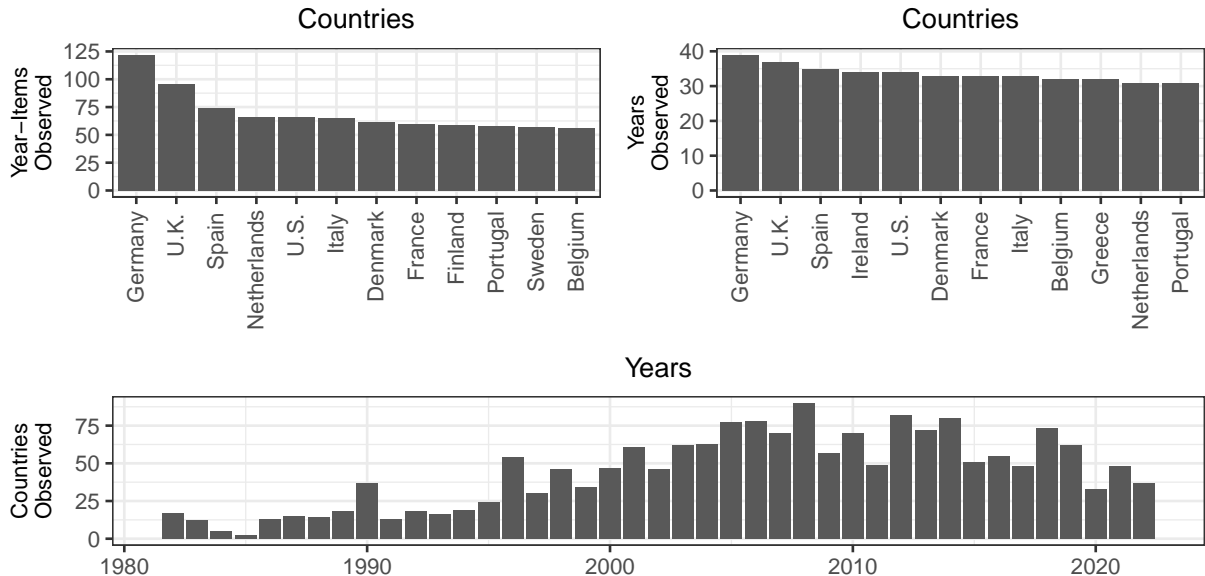 Countries
Year−Items
Observed
125
100
75
50
25
0
Germany
U.K.
Spain
Netherlands
U.S.
Italy
Denmark
France
Finland
Portugal
Sweden
Belgium
Countries
Years
Observed
40
30
20
10
0
Germany
U.K.
Spain
Ireland
U.S.
Denmark
France
Italy
Belgium
Greece
Netherlands
Portugal
Years
Countries
Observed
75
50
25
0
1980
1990
2000
2010
2020